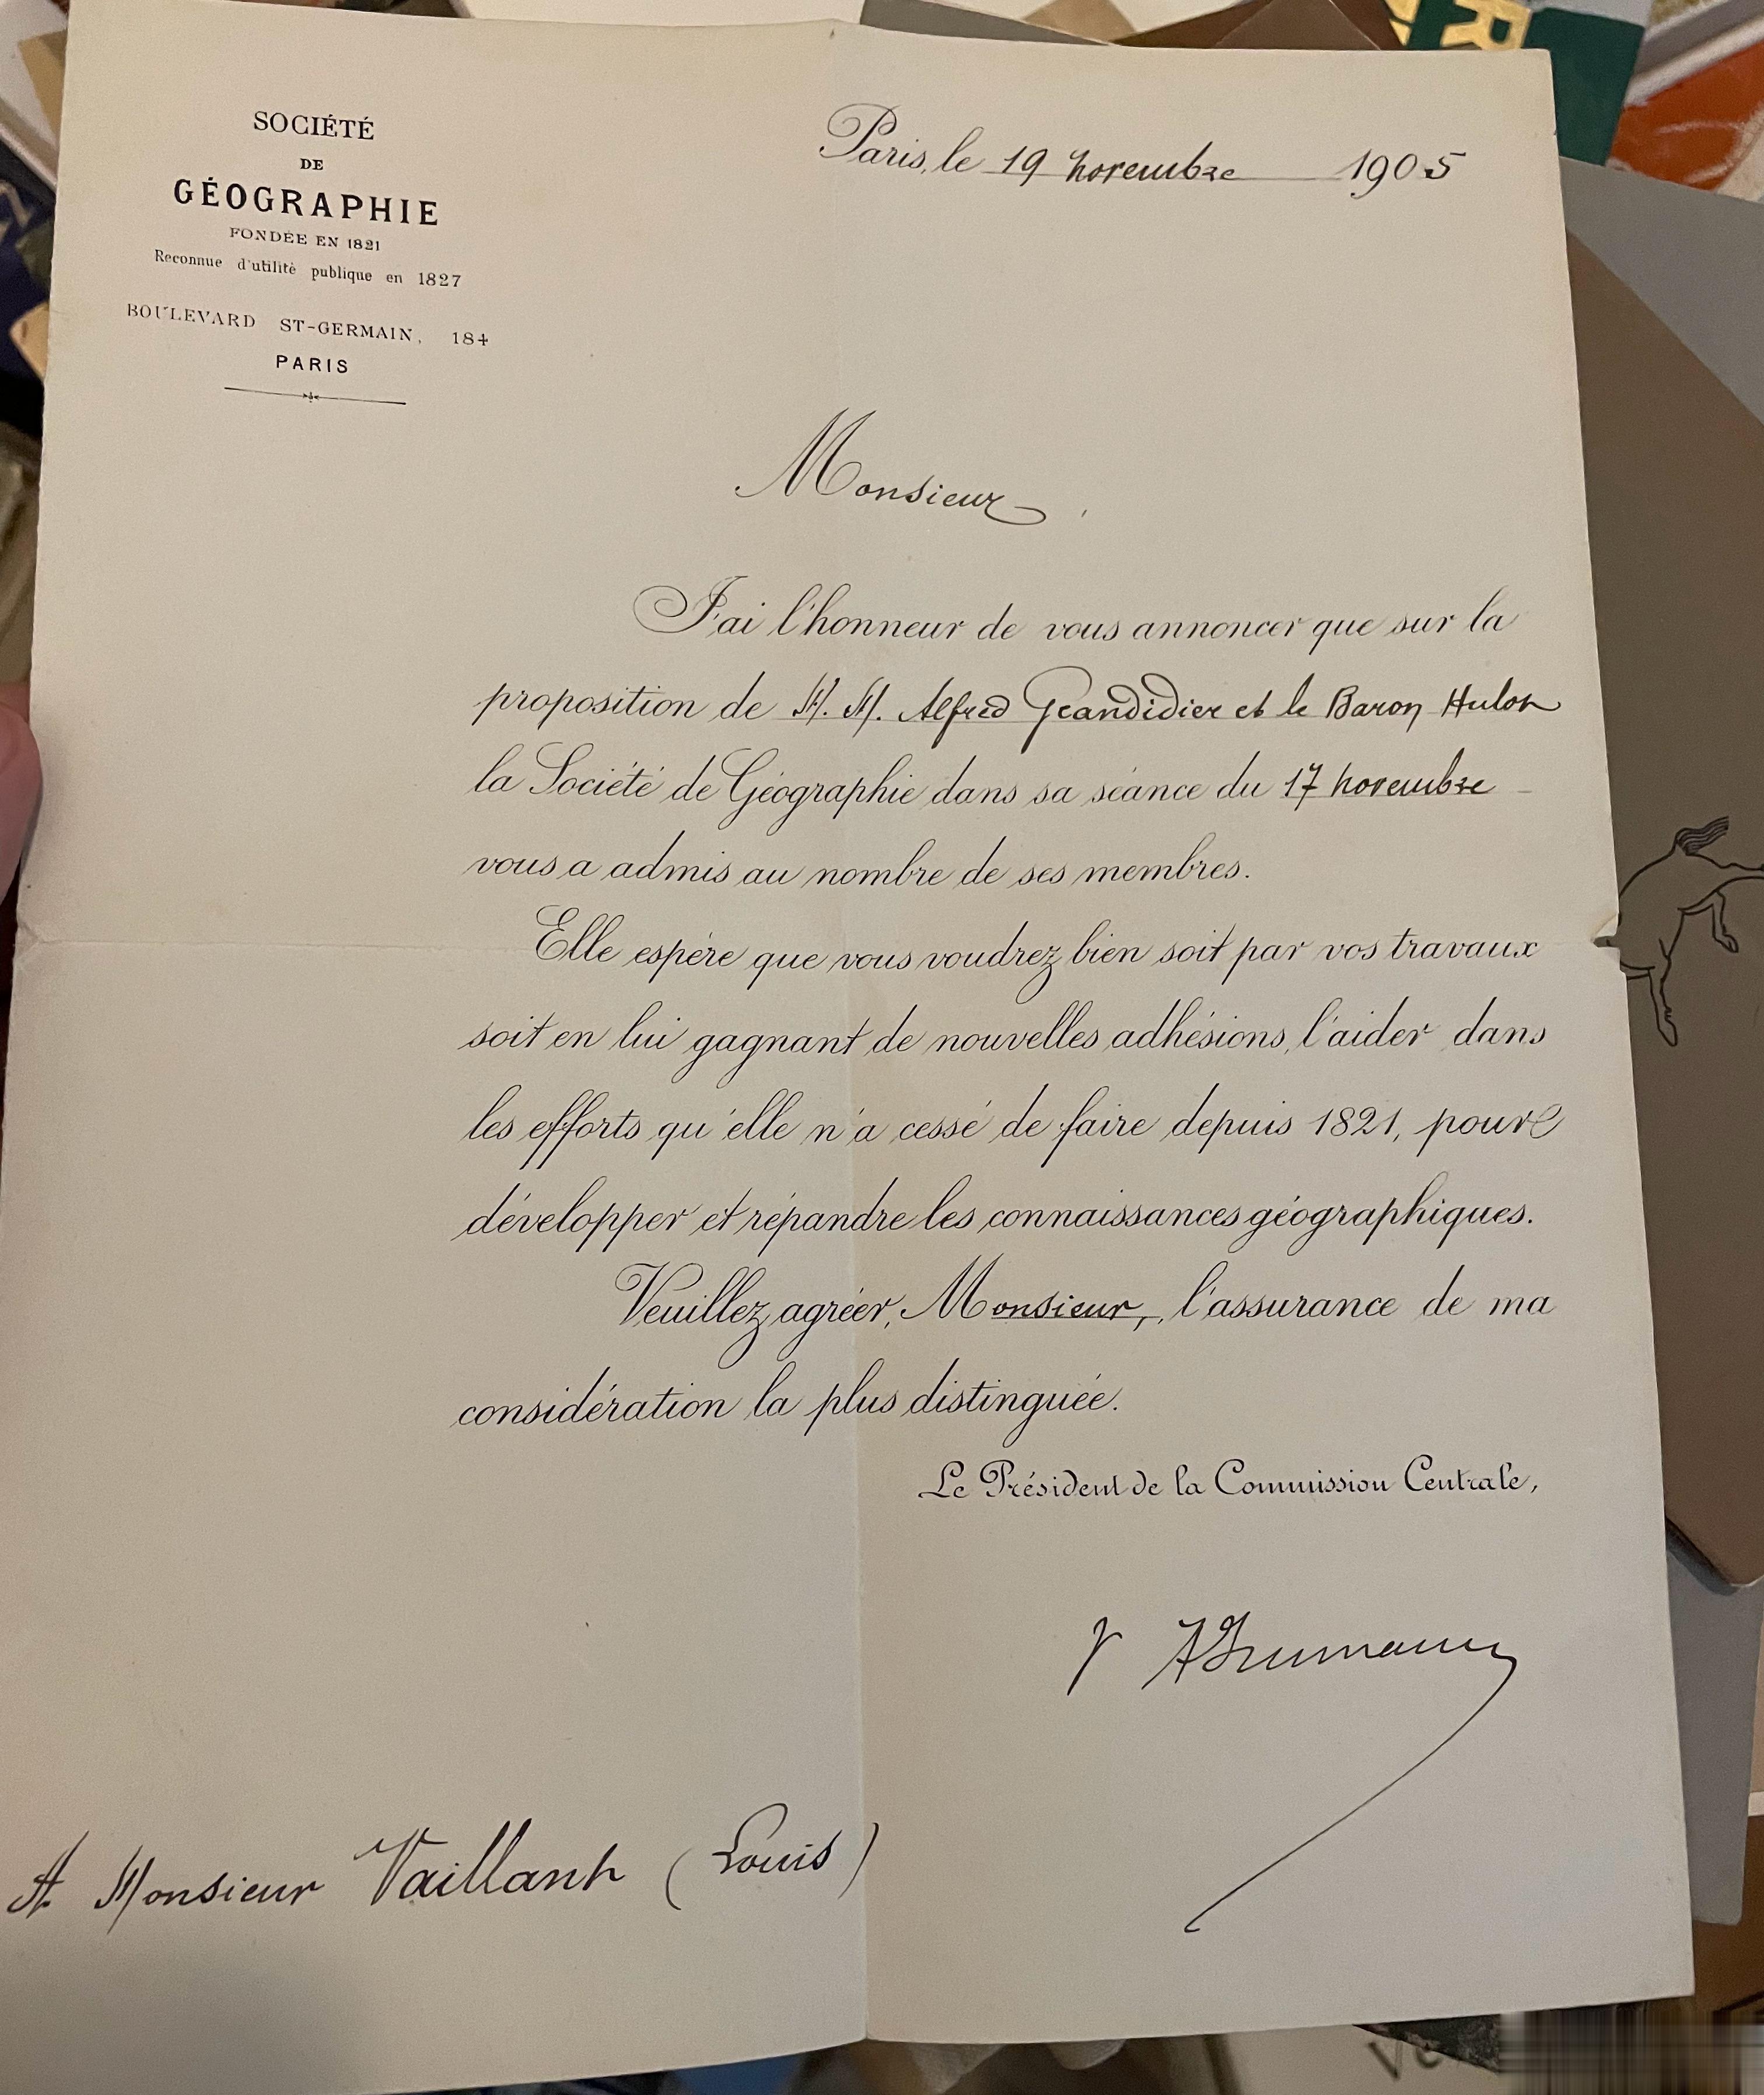 SOCIÉTÉ
DE
GÉOGRAPHIE
FONDÉE EN 1821
Reconnue d'utilité publique en 1827
BOULEVARD ST-GERMAIN, 184
PARIS
Paris, le 19 novembre 1905
Monsieur,
J'ai l'honneur de vous annoncer que sur la
proposition de M. M. Alfred Grandidier et le Baron Hulot
la Société de Géographie dans sa séance du 17 novembre
vous a admis au nombre de ses membres.
Elle espère que vous voudrez bien soit par vos travaux
soit en lui gagnant de nouvelles adhésions, l'aider dans
les efforts qu'elle n'a cessé de faire depuis 1821, pour
développer et répandre les connaissances géographiques.
Veuillez agréer, Monsieur, l'assurance de ma
considération la plus distinguée.
Le Président de la Commission Centrale,
A Monsieur Vaillant (Louis)